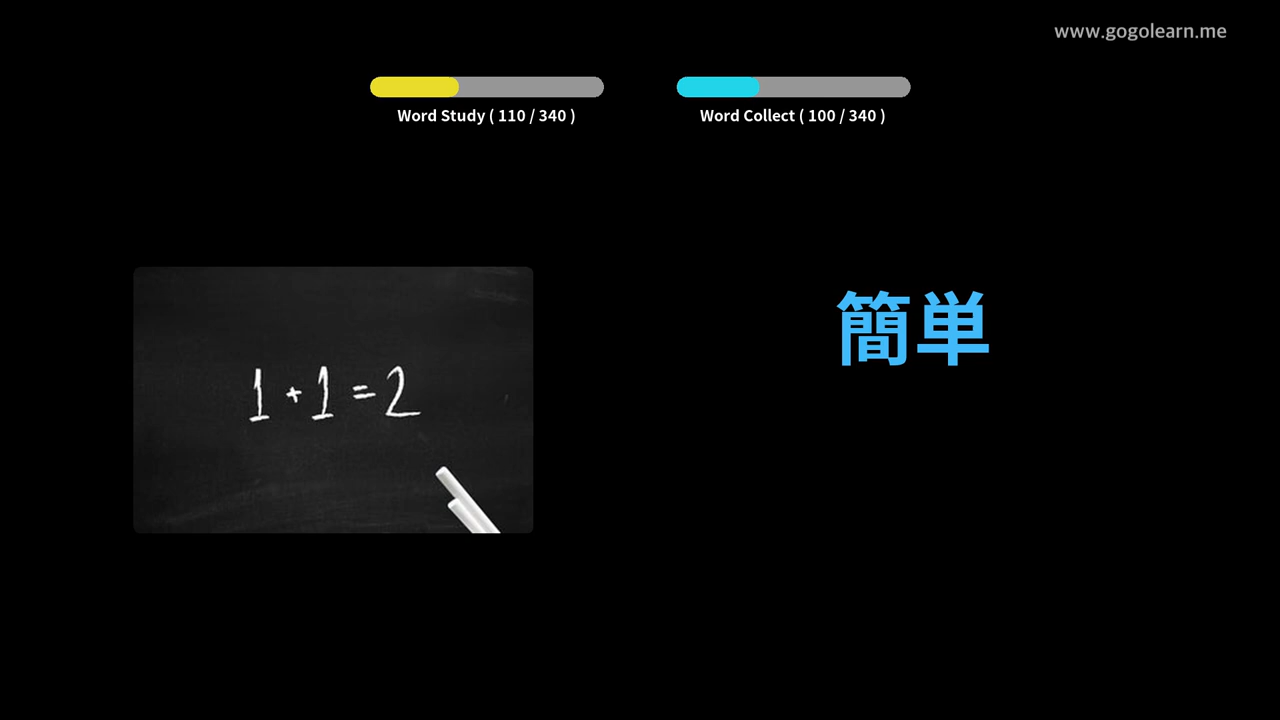 www.gogolearn.me
Word Study ( 110 / 340 )
Word Collect ( 100 / 340 )
1 + 1 = 2
簡単